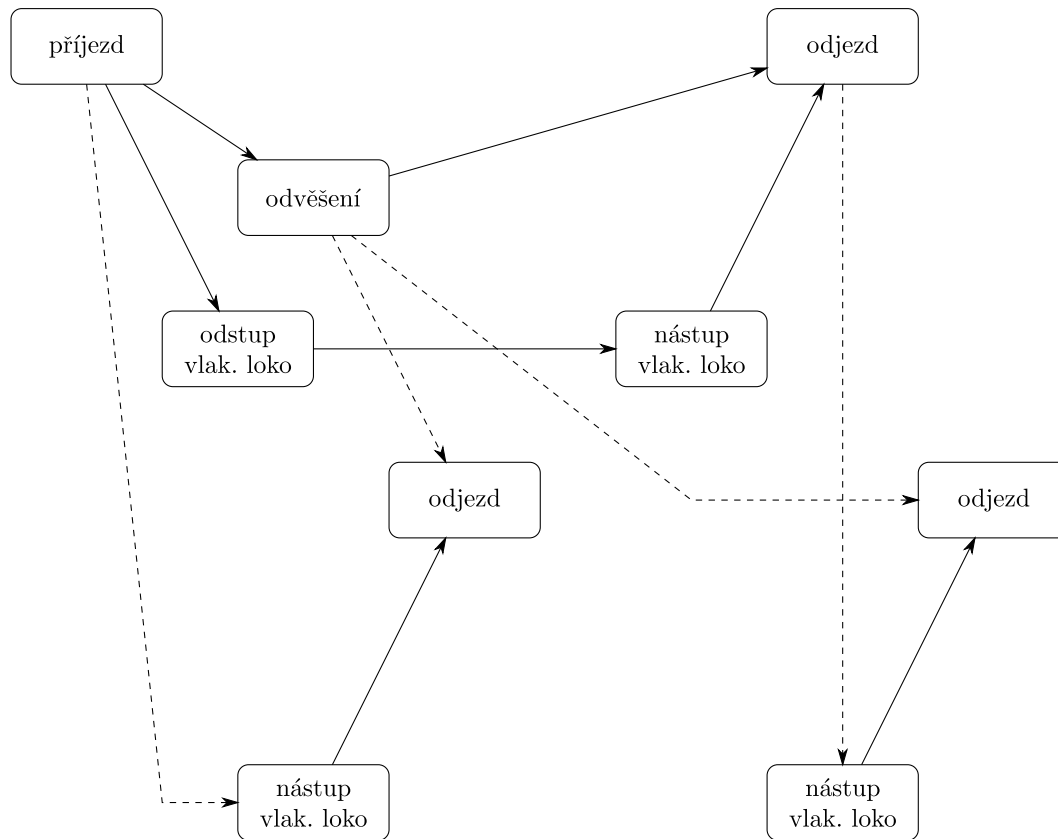 příjezd
odjezd
odvěšení
odstup
vlak. loko
nástup
vlak. loko
odjezd
odjezd
nástup
vlak. loko
nástup
vlak. loko